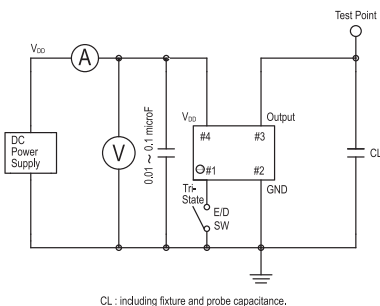 Test Point
VDD
A
DC
Power
Supply
V
0.01 ~ 0.1 microF
VDD
Output
#4
#3
#1
#2
Tri-
State
GND
E/D
SW
CL
CL : including fixture and probe capacitance.